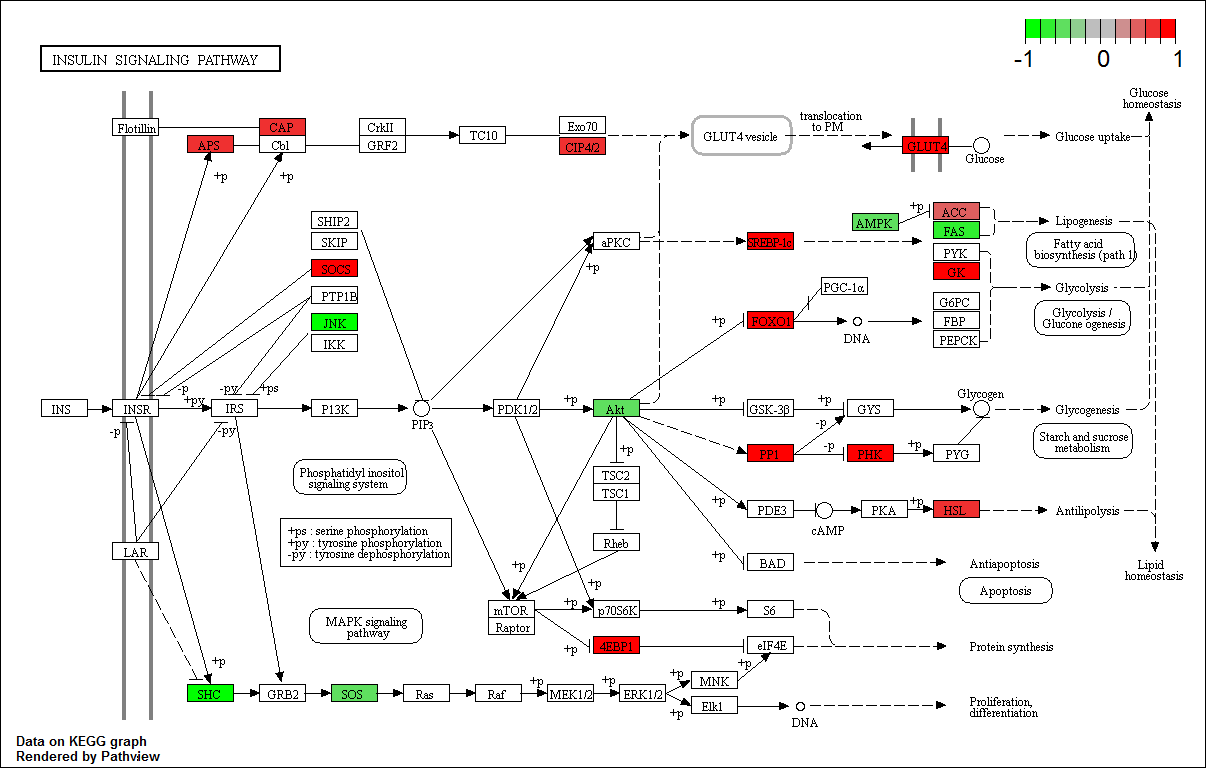 -1 0 1
INSULIN SIGNALING PATHWAY
Glucose
homeostasis
Flotillin
CAP
APS
Cbl
CrkII
GRF2
TC10
Exo70
CIP4/2
GLUT4 vesicle
translocation
to PM
GLUT4
Glucose
Glucose uptake
+p
+p
SHIP2
SKIP
SOCS
PTP1B
JNK
IKK
aPKC
+p
SREBP-1c
AMPK
+p
ACC
FAS
Lipogenesis
Fatty acid
biosynthesis (path 1)
PYK
GK
Glycolysis
PGC-1α
+p
FOXO1
DNA
G6PC
FBP
PEPCK
Glycolysis /
Glucone ogenesis
-p
+py
-py
+ps
INS
INSR
IRS
P13K
PIP3
PDK1/2
+p
Akt
+p
GSK-3β
+p
GYS
Glycogen
Glycogenesis
-p
-py
-p
PP1
-p
PHK
+p
PYG
Starch and sucrose
metabolism
Phosphatidyl inositol
signaling system
+p
TSC2
TSC1
+p
PDE3
cAMP
PKA
+p
HSL
Antilipolysis
+ps : serine phosphorylation
+py : tyrosine phosphorylation
-py : tyrosine dephosphorylation
LAR
Rheb
+p
BAD
Antiapoptosis
Apoptosis
Lipid
homeostasis
+p
+p
mTOR
Raptor
+p
p70S6K
+p
S6
MAPK signaling
pathway
+p
4EBP1
eIF4E
Protein synthesis
+p
+p
SHC
GRB2
SOS
Ras
Raf
+p
MEK1/2
+p
ERK1/2
+p
MNK
+p
Elk1
DNA
Proliferation,
differentiation
Data on KEGG graph
Rendered by Pathview